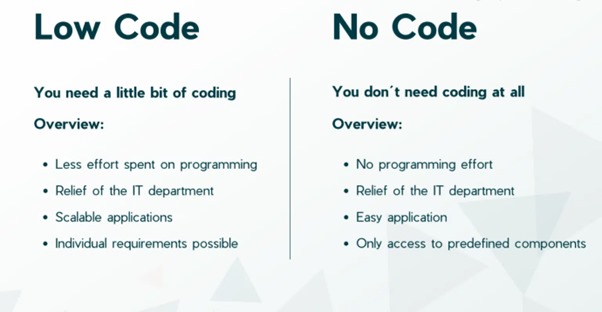 Low Code
You need a little bit of coding
Overview:
• Less effort spent on programming
• Relief of the IT department
• Scalable applications
• Individual requirements possible
No Code
You don´t need coding at all
Overview:
• No programming effort
• Relief of the IT department
• Easy application
• Only access to predefined components